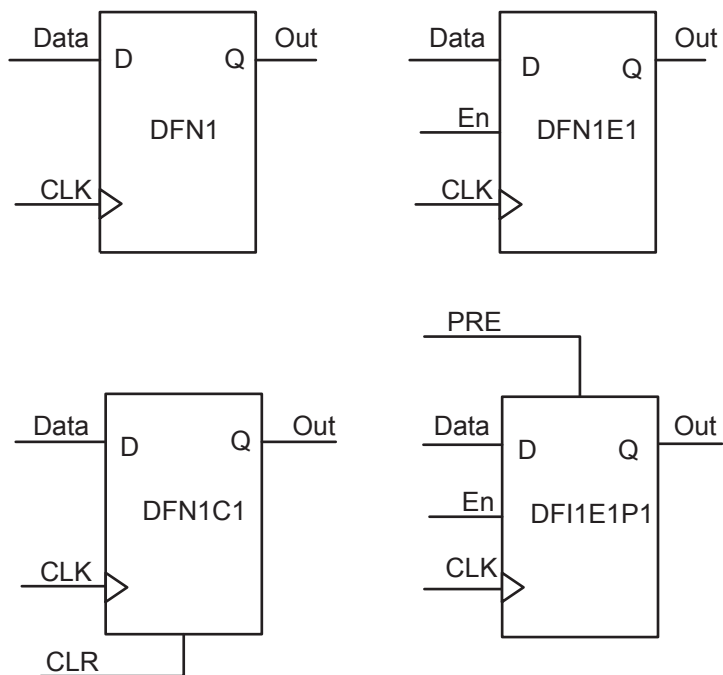 Data Out
D Q
DFN1
CLK
Data Out
D Q
En DFN1E1
CLK
Data Out
D Q
DFN1C1
CLK
CLR
PRE
Data Out
D Q
En DFI1E1P1
CLK